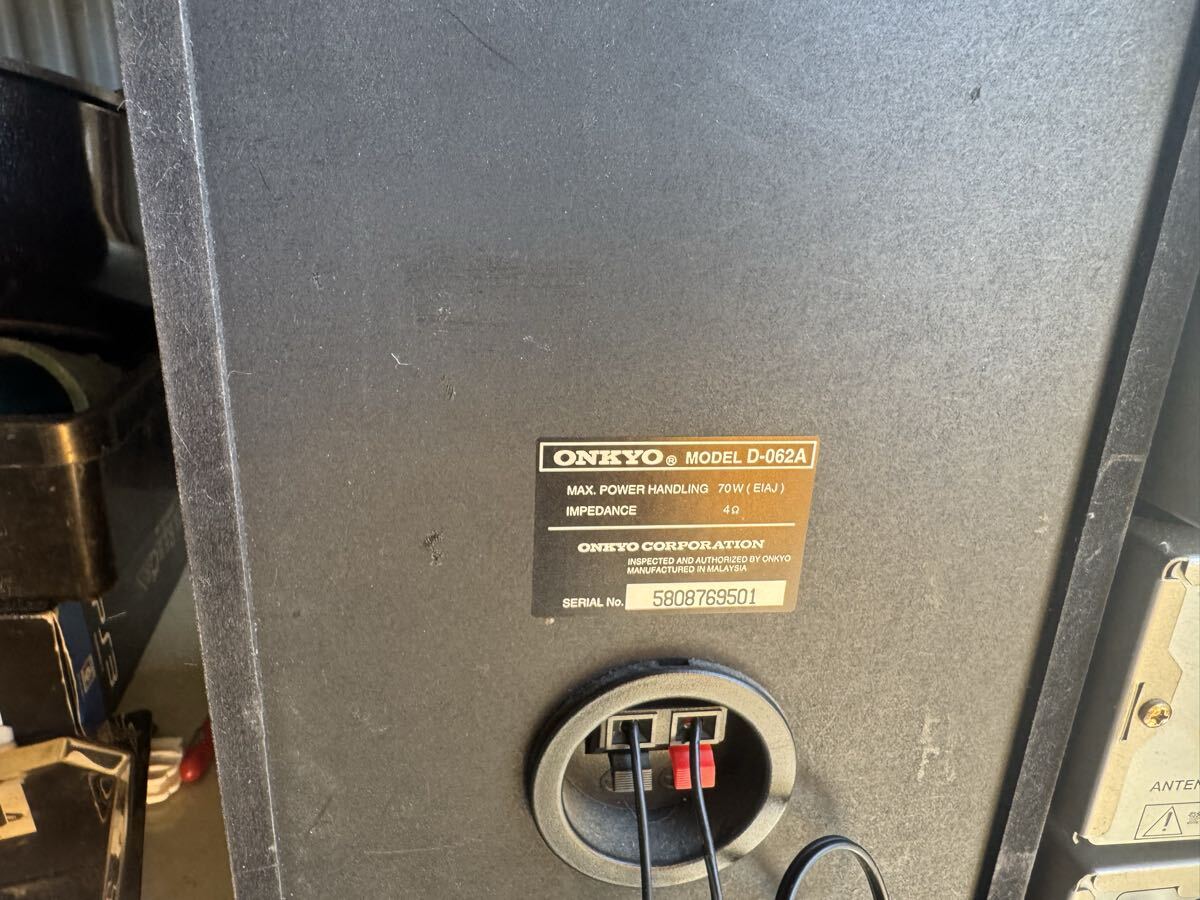 ONKYO® MODEL D-062A
MAX. POWER HANDLING 70W (EIAJ)
IMPEDANCE 4Ω
ONKYO CORPORATION
INSPECTED AND AUTHORIZED BY ONKYO
MANUFACTURED IN MALAYSIA
SERIAL No. 5808769501
ANTEN